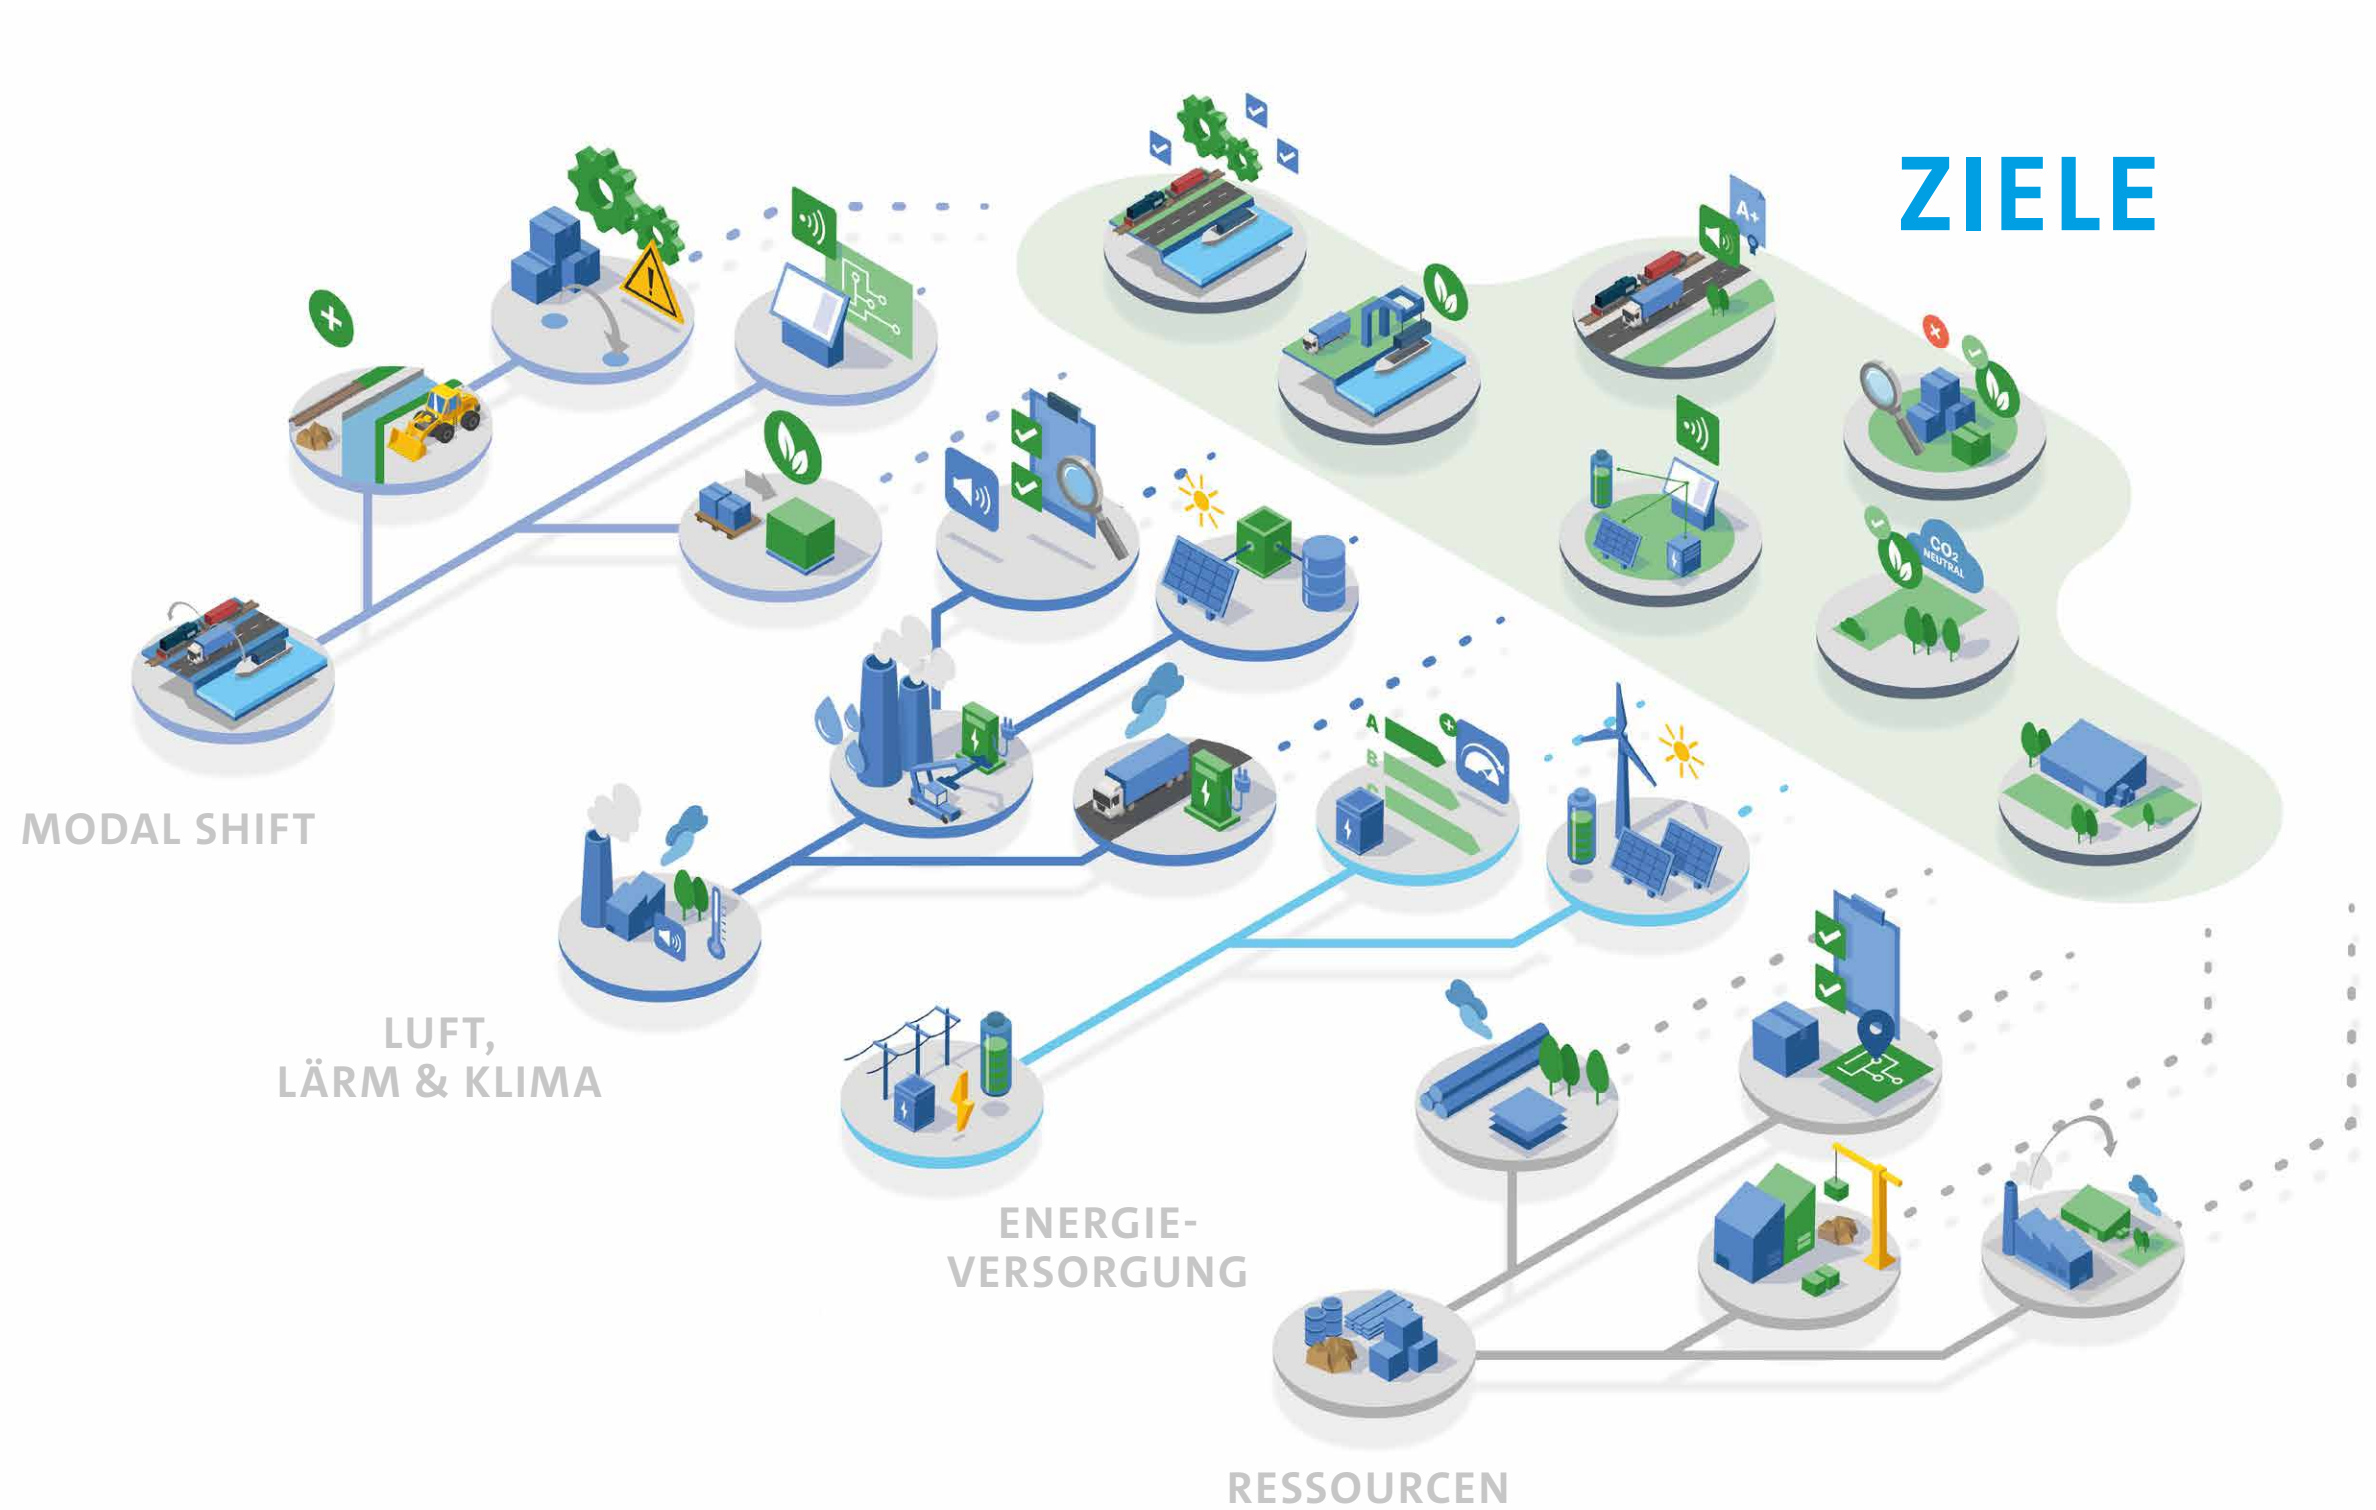 ZIELE
A+
CO2
NEUTRAL
A
B
C
MODAL SHIFT
LUFT,
LÄRM & KLIMA
ENERGIE-
VERSORGUNG
RESSOURCEN